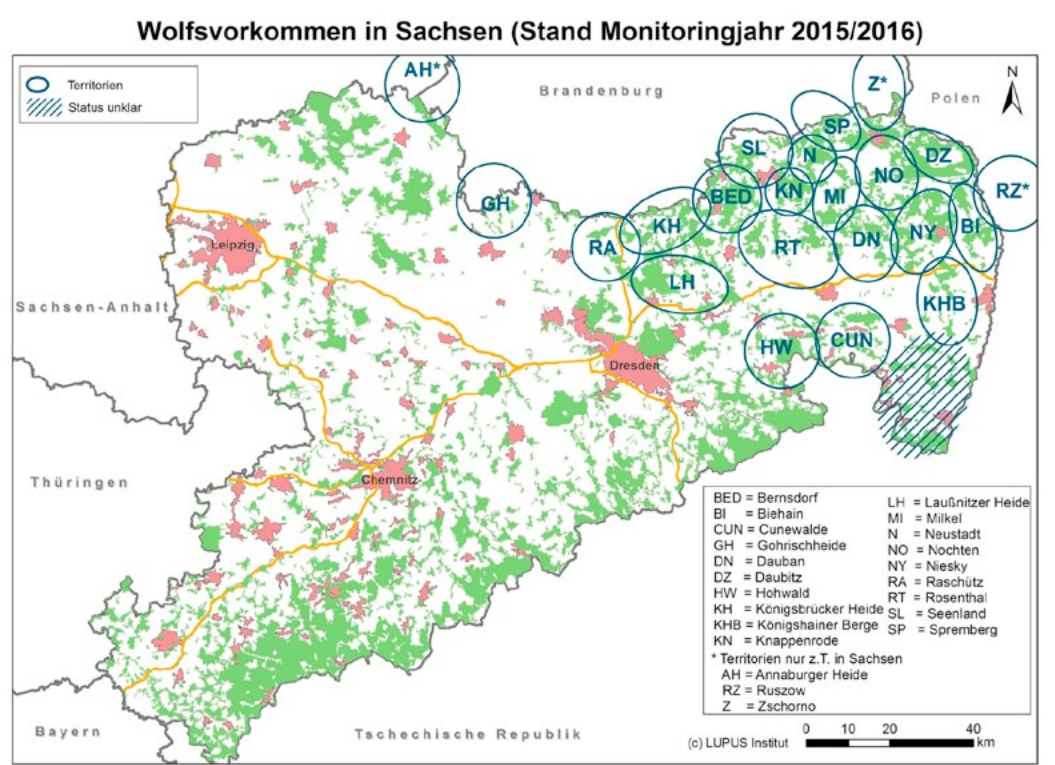 Wolfsvorkommen in Sachsen (Stand Monitoringjahr 2015/2016)
Territorien
Status unklar
AH*
Brandenburg
Z*
N
Polen
SP
SL
N
DZ
NO
RZ*
BED
KN
MI
GH
KH
RA
RT
DN
NY
BI
Leipzig
LH
Sachsen-Anhalt
KHB
HW
CUN
Dresden
Thüringen
Chemnitz
BED = Bernsdorf
BI = Biehain
CUN = Cunewalde
GH = Gohrischheide
DN = Dauban
DZ = Daubitz
HW = Hohwald
KH = Königsbrücker Heide
KHB = Königshainer Berge
KN = Knappenrode
LH = Laußnitzer Heide
MI = Milkel
N = Neustadt
NO = Nochten
NY = Niesky
RA = Raschütz
RT = Rosenthal
SL = Seenland
SP = Spremberg
* Territorien nur z.T. in Sachsen
AH = Annaburger Heide
RZ = Ruszow
Z = Zschorno
Bayern
Tschechische Republik
(c) LUPUS Institut
0 10 20 40
km